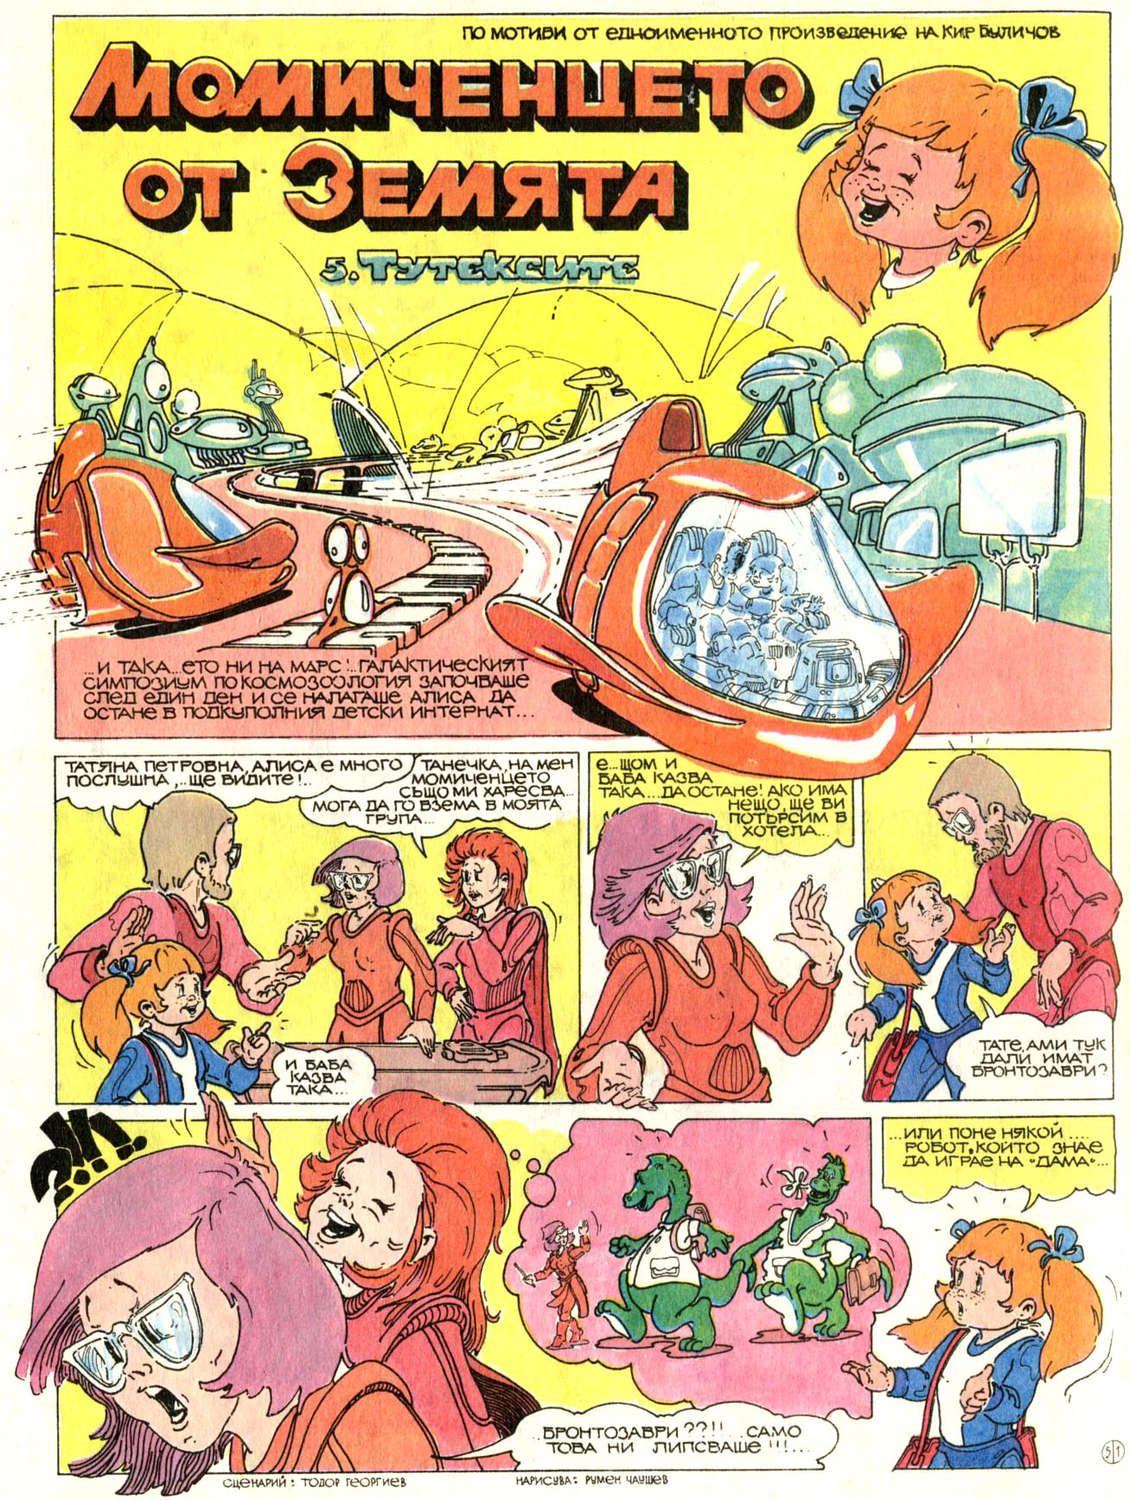 ПО МОТИВИ ОТ ЕДНОИМЕННОТО ПРОИЗВЕДЕНИЕ НА КИР БУЛИЧОВ
МОМИЧЕНЦЕТО
ОТ ЗЕМЯТА
5. ТУТЕКСИТЕ
...И ТАКА...ЕТО НИ НА МАРС!..ГАЛАКТИЧЕСКИЯТ
СИМПОЗИУМ ПО КОСМОЗООЛОГИЯ ЗАПОЧВАШЕ
СЛЕД ЕДИН ДЕН И СЕ НАЛАГАШЕ АЛИСА ДА
ОСТАНЕ В ПОДКУПОЛНИЯ ДЕТСКИ ИНТЕРНАТ...
ТАТЯНА ПЕТРОВНА, АЛИСА Е МНОГО
ПОСЛУШНА,...ЩЕ ВИДИТЕ!..
ТАНЕЧКА, НА МЕН
МОМИЧЕНЦЕТО
СЪЩО МИ ХАРЕСВА...
МОГА ДА ГО ВЗЕМА В МОЯТА
ГРУПА...
И БАБА
КАЗВА
ТАКА...
Е...ЩОМ И
БАБА КАЗВА
ТАКА...ДА ОСТАНЕ! АКО ИМА
НЕЩО, ЩЕ ВИ
ПОТЪРСИМ В
ХОТЕЛА...
ТАТЕ, АМИ ТУК
ДАЛИ ИМАТ
БРОНТОЗАВРИ?
?!!!
...БРОНТОЗАВРИ??!!...САМО
ТОВА НИ ЛИПСВАШЕ!!!...
...ИЛИ ПОНЕ НЯКОЙ....
РОБОТ, КОЙТО ЗНАЕ
ДА ИГРАЕ НА "ДАМА"...
СЦЕНАРИЙ: ТОДОР ГЕОРГИЕВ
НАРИСУВА: РУМЕН ЧАУШЕВ
5|1